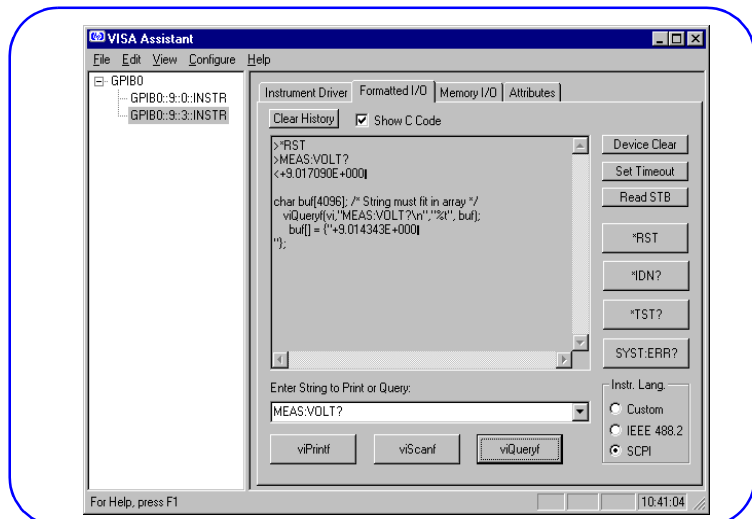 VISA Assistant
File Edit View Configure Help
GPIB0
GPIB0::9::0::INSTR
GPIB0::9::3::INSTR
Instrument Driver Formatted I/O Memory I/O Attributes
Clear History Show C Code
>*RST
>MEAS:VOLT?
<+9.017090E+000
char buf[4096]; /* String must fit in array */
viQueryf(vi,"MEAS:VOLT?\n","%t", buf);
buf[] = {"+9.014343E+000
"};
Device Clear
Set Timeout
Read STB
*RST
*IDN?
*TST?
SYST:ERR?
Enter String to Print or Query:
MEAS:VOLT?
viPrintf viScanf viQueryf
Instr. Lang.
Custom
IEEE 488.2
SCPI
For Help, press F1 10:41:04